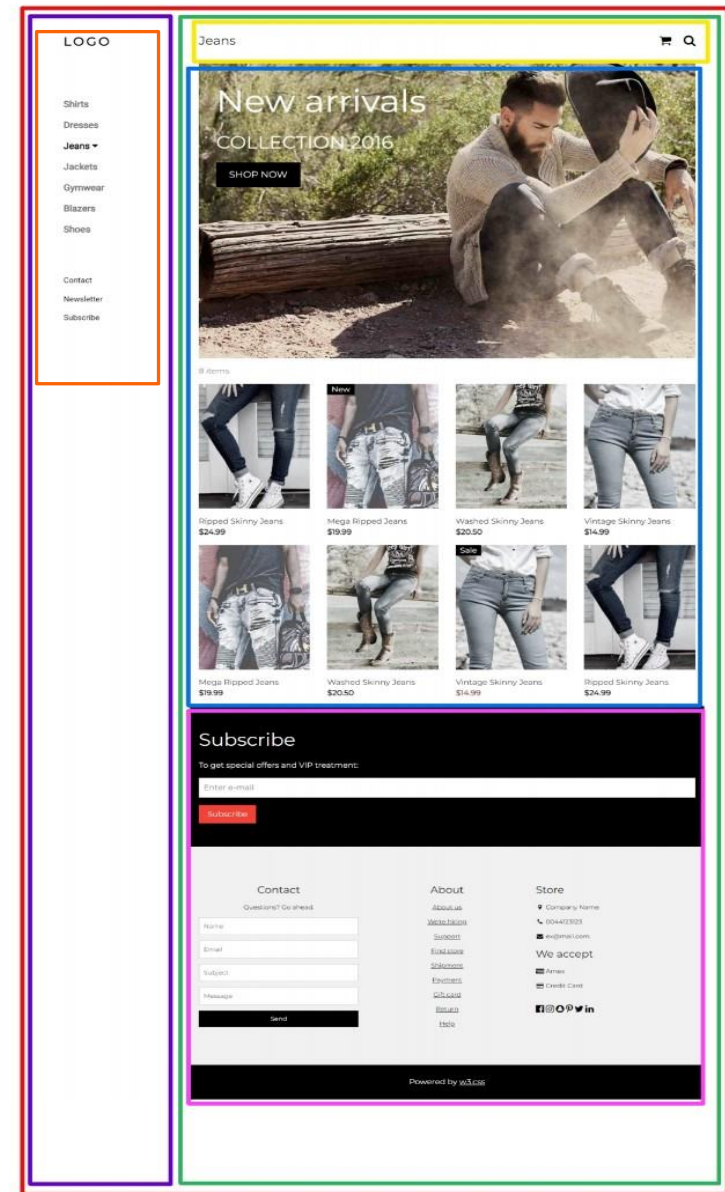 LOGO
Shirts
Dresses
Jeans
Jackets
Gymwear
Blazers
Shoes
Contact
Newsletter
Subscribe
Jeans
New arrivals
COLLECTION 2016
SHOP NOW
8 items
New
Ripped Skinny Jeans
$24.99
Mega Ripped Jeans
$19.99
Washed Skinny Jeans
$20.50
Vintage Skinny Jeans
$14.99
Sale
Mega Ripped Jeans
$19.99
Washed Skinny Jeans
$20.50
Vintage Skinny Jeans
$14.99
Ripped Skinny Jeans
$24.99
Subscribe
To get special offers and VIP treatment:
Enter e-mail
Subscribe
Contact
Questions? Go ahead.
Name
Email
Subject
Message
Send
About
About us
We're hiring
Support
Find store
Shipment
Payment
Gift card
Return
Help
Store
Company Name
0044123123
ex@mail.com
We accept
Amex
Credit Card
Powered by w3.css